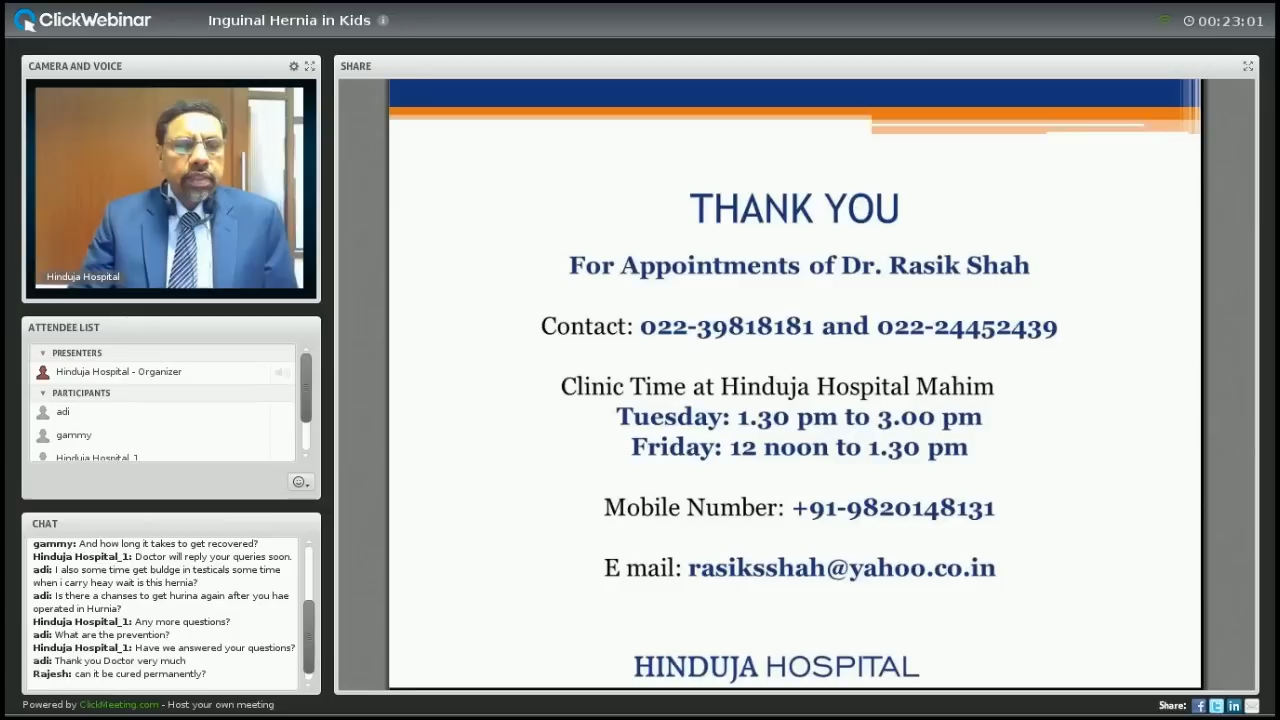 ClickWebinar
Inguinal Hernia in Kids
00:23:01
CAMERA AND VOICE
Hinduja Hospital
ATTENDEE LIST
PRESENTERS
Hinduja Hospital - Organizer
PARTICIPANTS
adi
gammy
Hinduja Hospital_1
CHAT
gammy: And how long it takes to get recovered?
Hinduja Hospital_1: Doctor will reply your queries soon.
adi: I also some time get buldge in testicals some time
when i carry heay wait is this hernia?
adi: Is there a chanses to get hurina again after you hae
operated in Hurnia?
Hinduja Hospital_1: Any more questions?
adi: What are the prevention?
Hinduja Hospital_1: Have we answered your questions?
adi: Thank you Doctor very much
Rajesh: can it be cured permanently?
SHARE
THANK YOU
For Appointments of Dr. Rasik Shah
Contact: 022-39818181 and 022-24452439
Clinic Time at Hinduja Hospital Mahim
Tuesday: 1.30 pm to 3.00 pm
Friday: 12 noon to 1.30 pm
Mobile Number: +91-9820148131
E mail: rasiksshah@yahoo.co.in
HINDUJA HOSPITAL
Powered by ClickMeeting.com - Host your own meeting
Share: